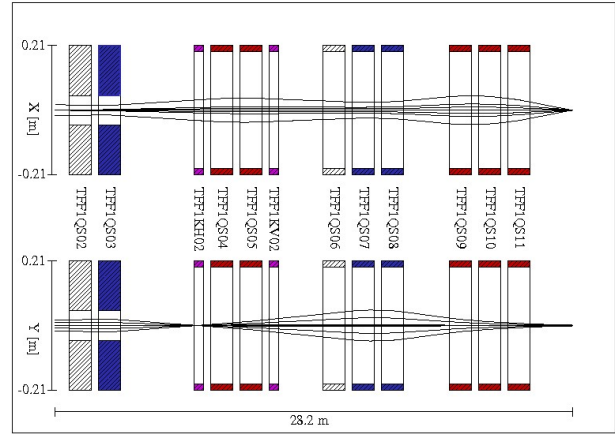 0.21
X [m]
-0.21
TFF1QS02
TFF1QS03
TFF1KH02
TFF1QS04
TFF1QS05
TFF1KV02
TFF1QS06
TFF1QS07
TFF1QS08
TFF1QS09
TFF1QS10
TFF1QS11
0.21
Y [m]
-0.21
28.2 m